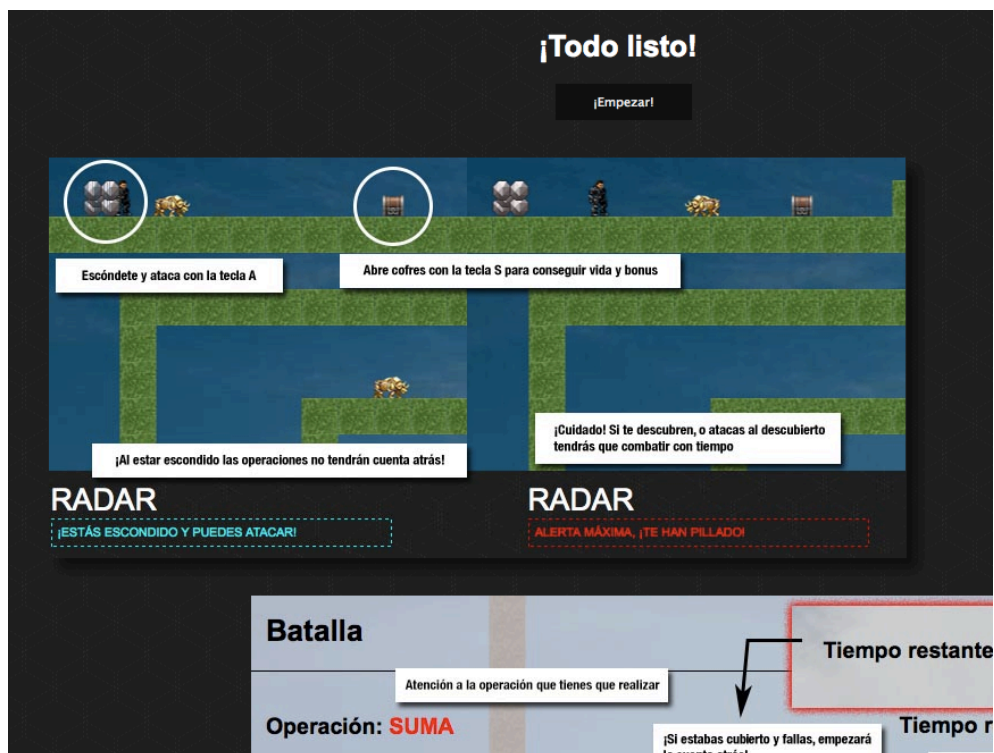 ¡Todo listo!
¡Empezar!
Escóndete y ataca con la tecla A
Abre cofres con la tecla S para conseguir vida y bonus
¡Al estar escondido las operaciones no tendrán cuenta atrás!
¡Cuidado! Si te descubren, o atacas al descubierto
tendrás que combatir con tiempo
RADAR
¡ESTÁS ESCONDIDO Y PUEDES ATACAR!
RADAR
ALERTA MÁXIMA, ¡TE HAN PILLADO!
Batalla
Tiempo restante
Atención a la operación que tienes que realizar
Operación: SUMA
¡Si estabas cubierto y fallas, empezará
la cuenta atrás!
Tiempo r